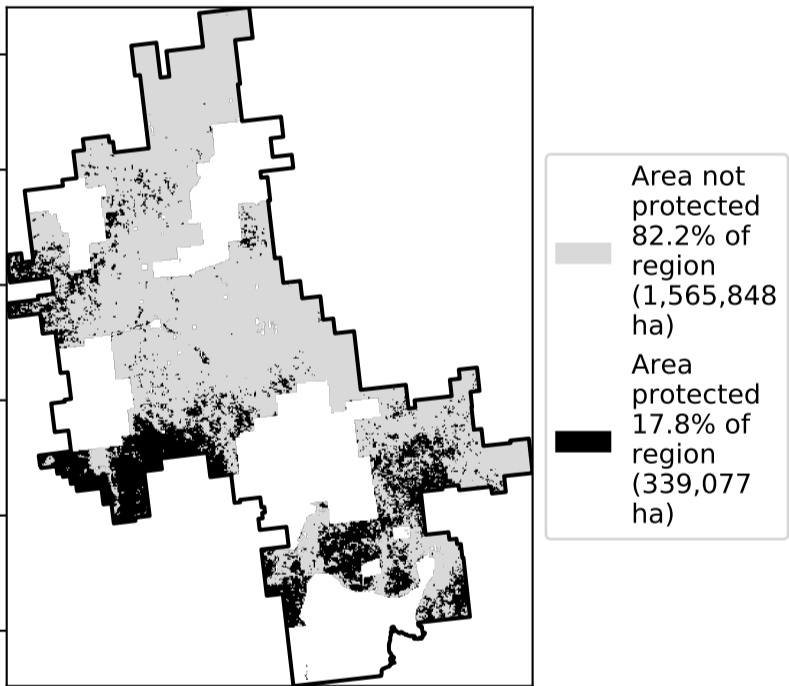 Area not
protected
82.2% of
region
(1,565,848
ha)
Area
protected
17.8% of
region
(339,077
ha)